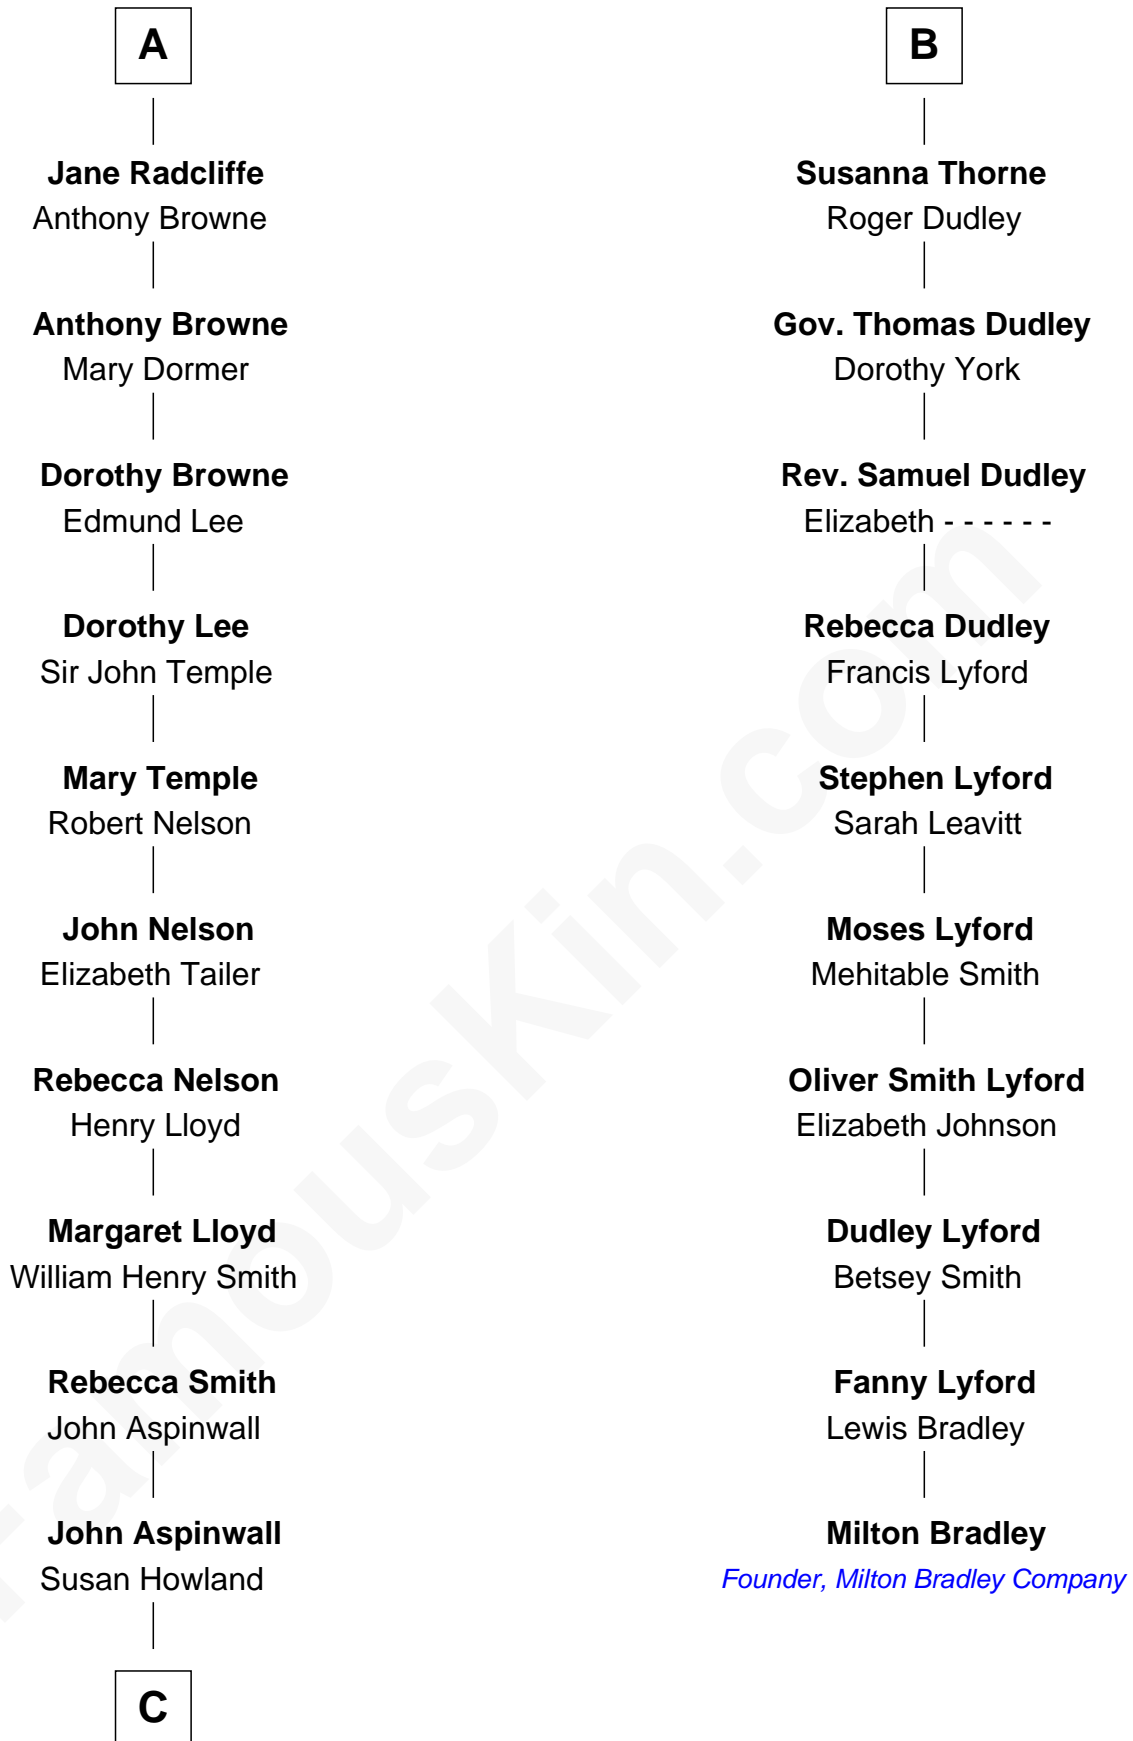 A
Jane Radcliffe
Anthony Browne
Anthony Browne
Mary Dormer
Dorothy Browne
Edmund Lee
Dorothy Lee
Sir John Temple
Mary Temple
Robert Nelson
John Nelson
Elizabeth Tailer
Rebecca Nelson
Henry Lloyd
Margaret Lloyd
William Henry Smith
Rebecca Smith
John Aspinwall
John Aspinwall
Susan Howland
C
B
Susanna Thorne
Roger Dudley
Gov. Thomas Dudley
Dorothy York
Rev. Samuel Dudley
Elizabeth - - - - - -
Rebecca Dudley
Francis Lyford
Stephen Lyford
Sarah Leavitt
Moses Lyford
Mehitable Smith
Oliver Smith Lyford
Elizabeth Johnson
Dudley Lyford
Betsey Smith
Fanny Lyford
Lewis Bradley
Milton Bradley
Founder, Milton Bradley Company
FamousKin.com